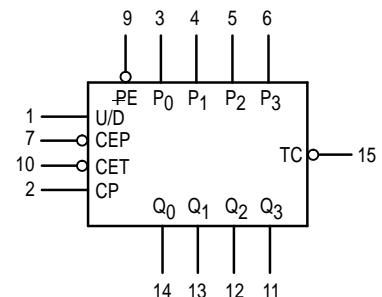 9 3 4 5 6
PE P0 P1 P2 P3
1 U/D
7 CEP
10 CET
2 CP
TC 15
Q0 Q1 Q2 Q3
14 13 12 11